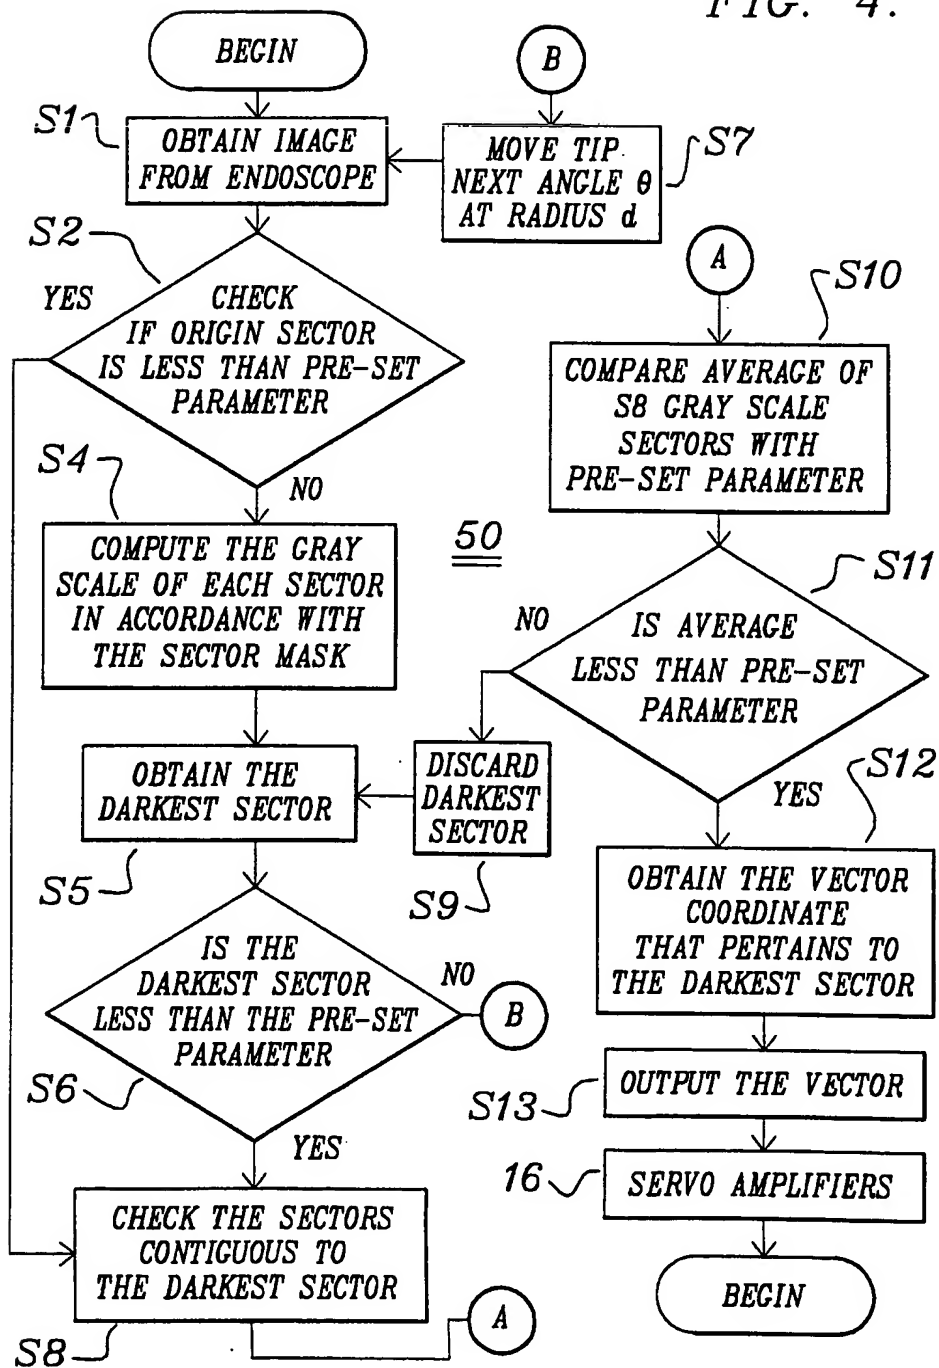 FIG. 4.
BEGIN
B
S1
OBTAIN IMAGE
FROM ENDOSCOPE
MOVE TIP
NEXT ANGLE θ
AT RADIUS d
S7
S2
YES
CHECK
IF ORIGIN SECTOR
IS LESS THAN PRE-SET
PARAMETER
NO
S4
COMPUTE THE GRAY
SCALE OF EACH SECTOR
IN ACCORDANCE WITH
THE SECTOR MASK
50
OBTAIN THE
DARKEST SECTOR
S5
DISCARD
DARKEST
SECTOR
S9
IS THE
DARKEST SECTOR
LESS THAN THE PRE-SET
PARAMETER
NO
B
S6
YES
CHECK THE SECTORS
CONTIGUOUS TO
THE DARKEST SECTOR
S8
A
A
S10
COMPARE AVERAGE OF
S8 GRAY SCALE
SECTORS WITH
PRE-SET PARAMETER
S11
NO
IS AVERAGE
LESS THAN PRE-SET
PARAMETER
YES
S12
OBTAIN THE VECTOR
COORDINATE
THAT PERTAINS TO
THE DARKEST SECTOR
S13
OUTPUT THE VECTOR
16
SERVO AMPLIFIERS
BEGIN